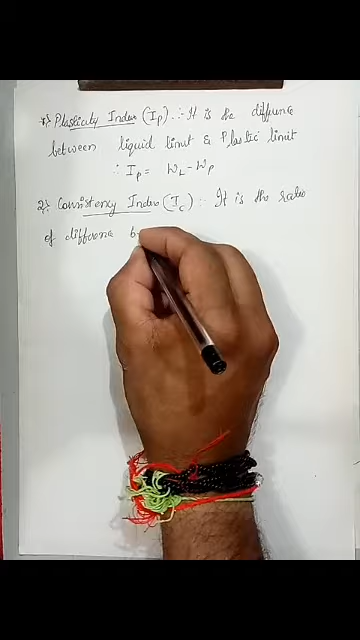 1) Plasticity Index (Ip) :- It is the difference
between liquid limit & Plastic limit
∴ Ip = WL - Wp
2) Consistency Index (Ic) :- It is the ratio
of difference b